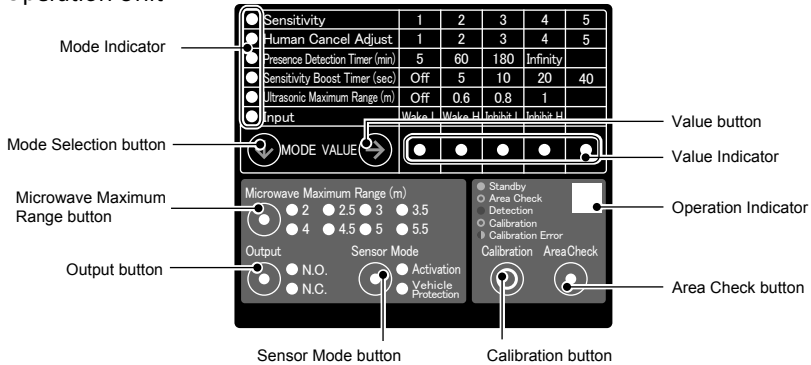 Operation Unit
Mode Indicator
Mode Selection button
Microwave Maximum
Range button
Output button
Sensitivity 1 2 3 4 5
Human Cancel Adjust 1 2 3 4 5
Presence Detection Timer (min) 5 60 180 Infinity
Sensitivity Boost Timer (sec) Off 5 10 20 40
Ultrasonic Maximum Range (m) Off 0.6 0.8 1
Input Wake L Wake H Inhibit L Inhibit H
MODE VALUE
Microwave Maximum Range (m)
2 2.5 3 3.5
4 4.5 5 5.5
Output
N.O.
N.C.
Sensor Mode
Activation
Vehicle
Protection
Standby
Area Check
Detection
Calibration
Calibration Error
Calibration AreaCheck
Value button
Value Indicator
Operation Indicator
Area Check button
Sensor Mode button
Calibration button